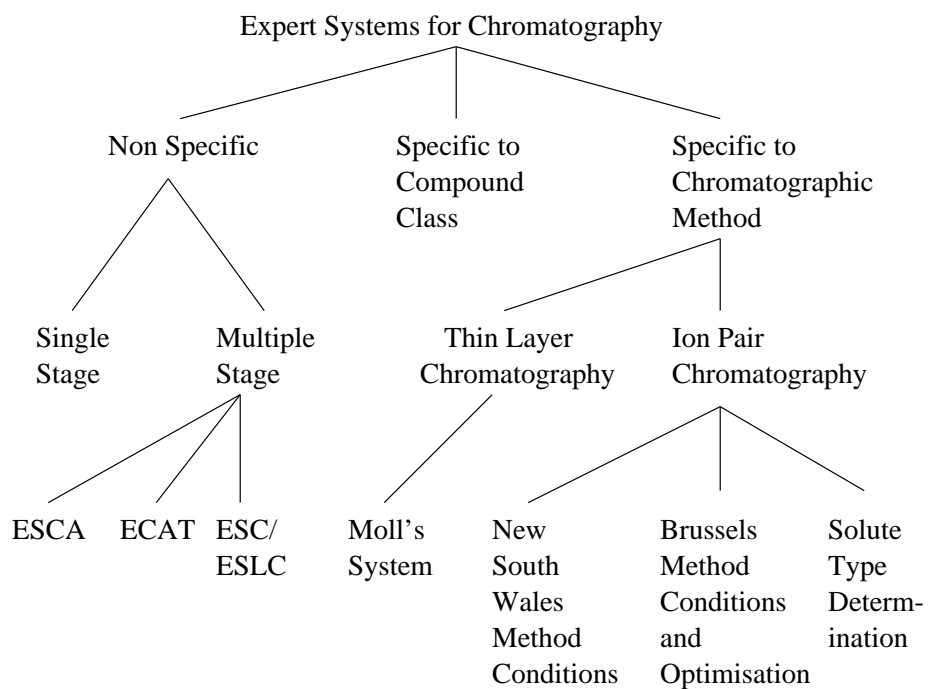 Expert Systems for Chromatography
Non Specific
Specific to
Compound
Class
Specific to
Chromatographic
Method
Single
Stage
Multiple
Stage
Thin Layer
Chromatography
Ion Pair
Chromatography
ESCA
ECAT
ESC/
ESLC
Moll's
System
New
South
Wales
Method
Conditions
Brussels
Method
Conditions
and
Optimisation
Solute
Type
Determ-
ination